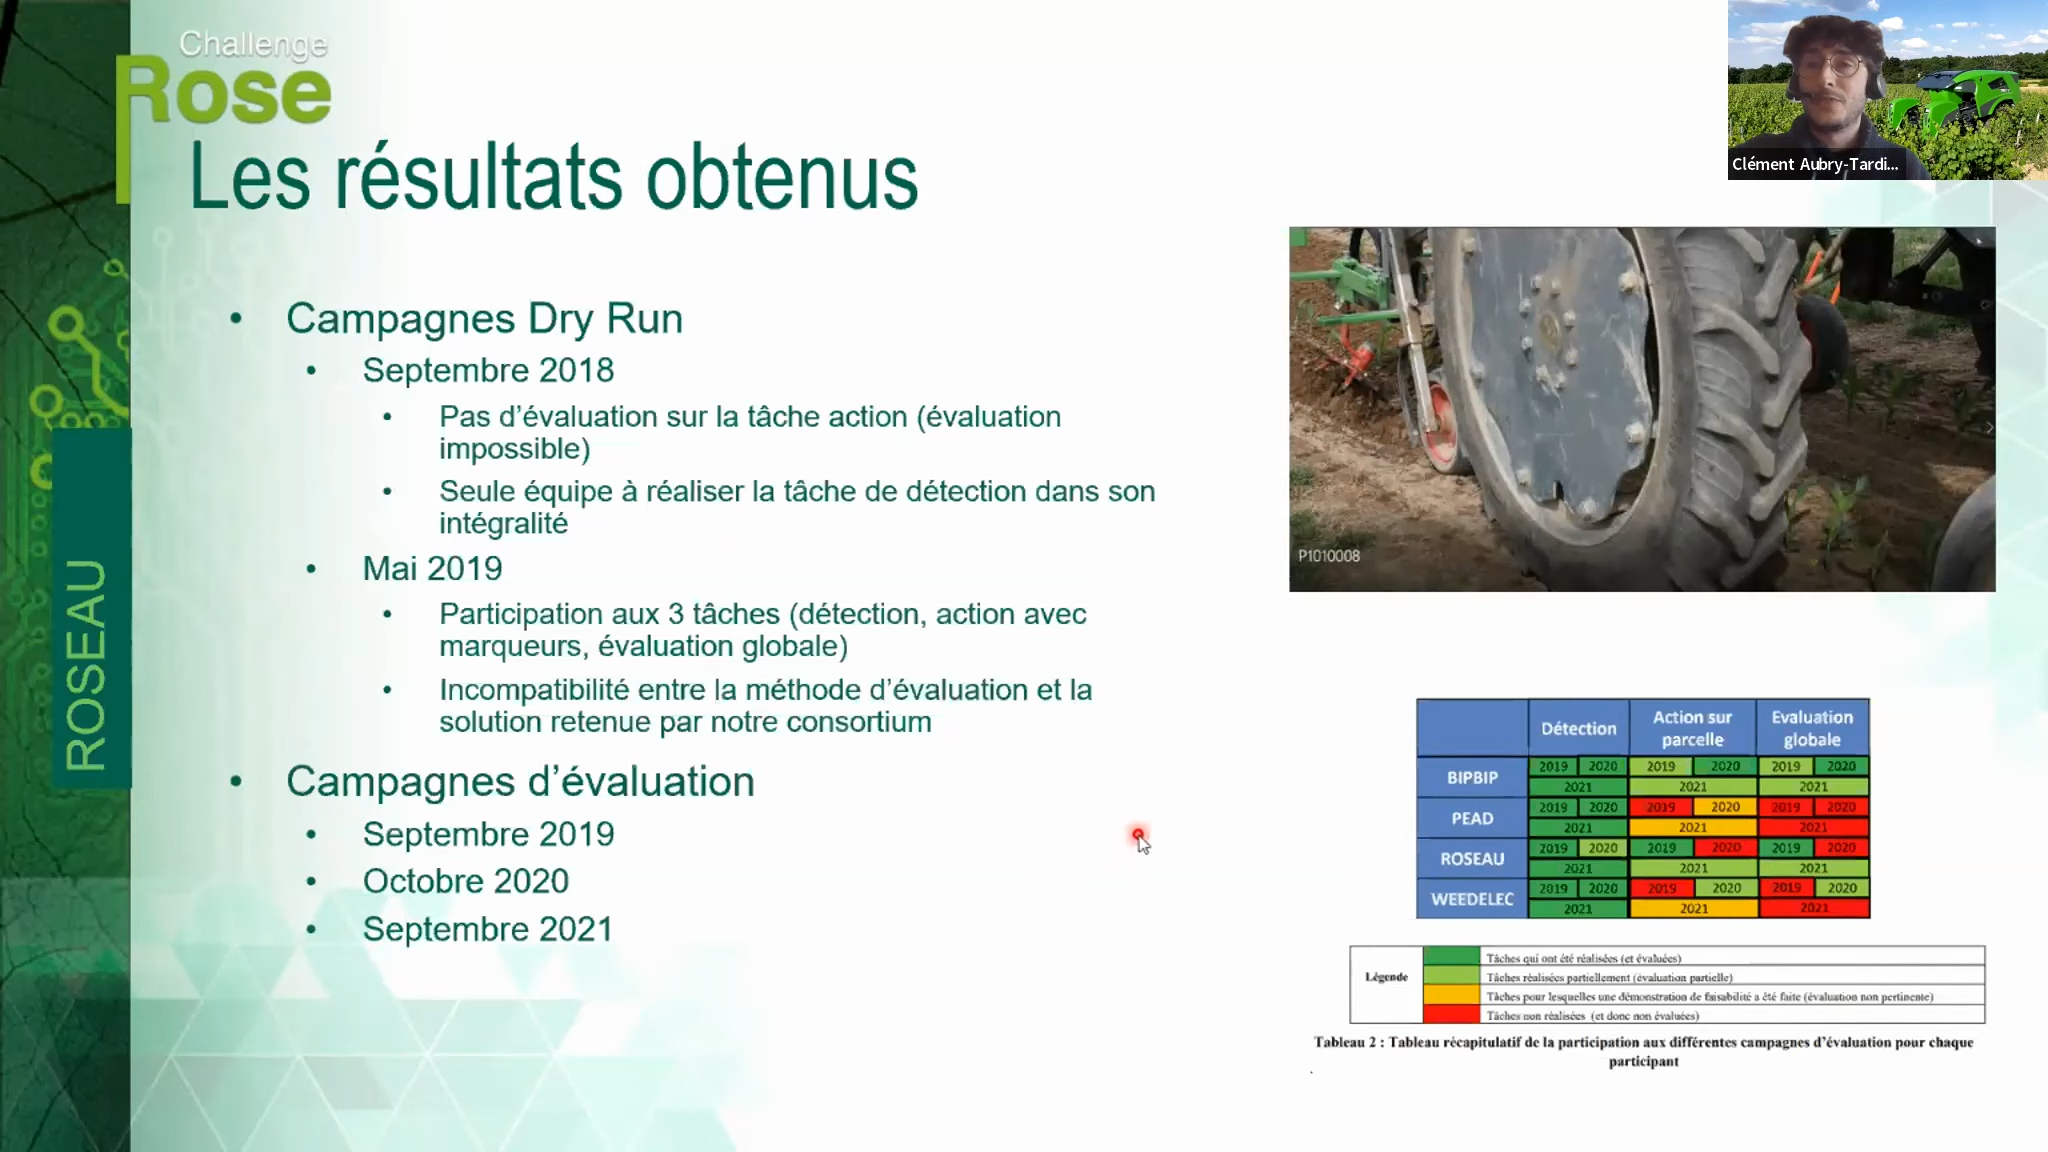 Challenge
Rose
Les résultats obtenus
Clément Aubry-Tardi...
ROSEAU
• Campagnes Dry Run
• Septembre 2018
• Pas d'évaluation sur la tâche action (évaluation
impossible)
• Seule équipe à réaliser la tâche de détection dans son
intégralité
• Mai 2019
• Participation aux 3 tâches (détection, action avec
marqueurs, évaluation globale)
• Incompatibilité entre la méthode d'évaluation et la
solution retenue par notre consortium
• Campagnes d'évaluation
• Septembre 2019
• Octobre 2020
• Septembre 2021
P1010008
Détection Action sur parcelle Evaluation globale
BIPBIP 2019 2020 2019 2020 2019 2020
2021 2021 2021
PEAD 2019 2020 2019 2020 2019 2020
2021 2021 2021
ROSEAU 2019 2020 2019 2020 2019 2020
2021 2021 2021
WEEDELEC 2019 2020 2019 2020 2019 2020
2021 2021 2021
Légende
Tâches qui ont été réalisées (et évaluées)
Tâches réalisées partiellement (évaluation partielle)
Tâches pour lesquelles une démonstration de faisabilité a été faite (évaluation non pertinente)
Tâches non réalisées (et donc non évaluées)
Tableau 2 : Tableau récapitulatif de la participation aux différentes campagnes d'évaluation pour chaque
participant